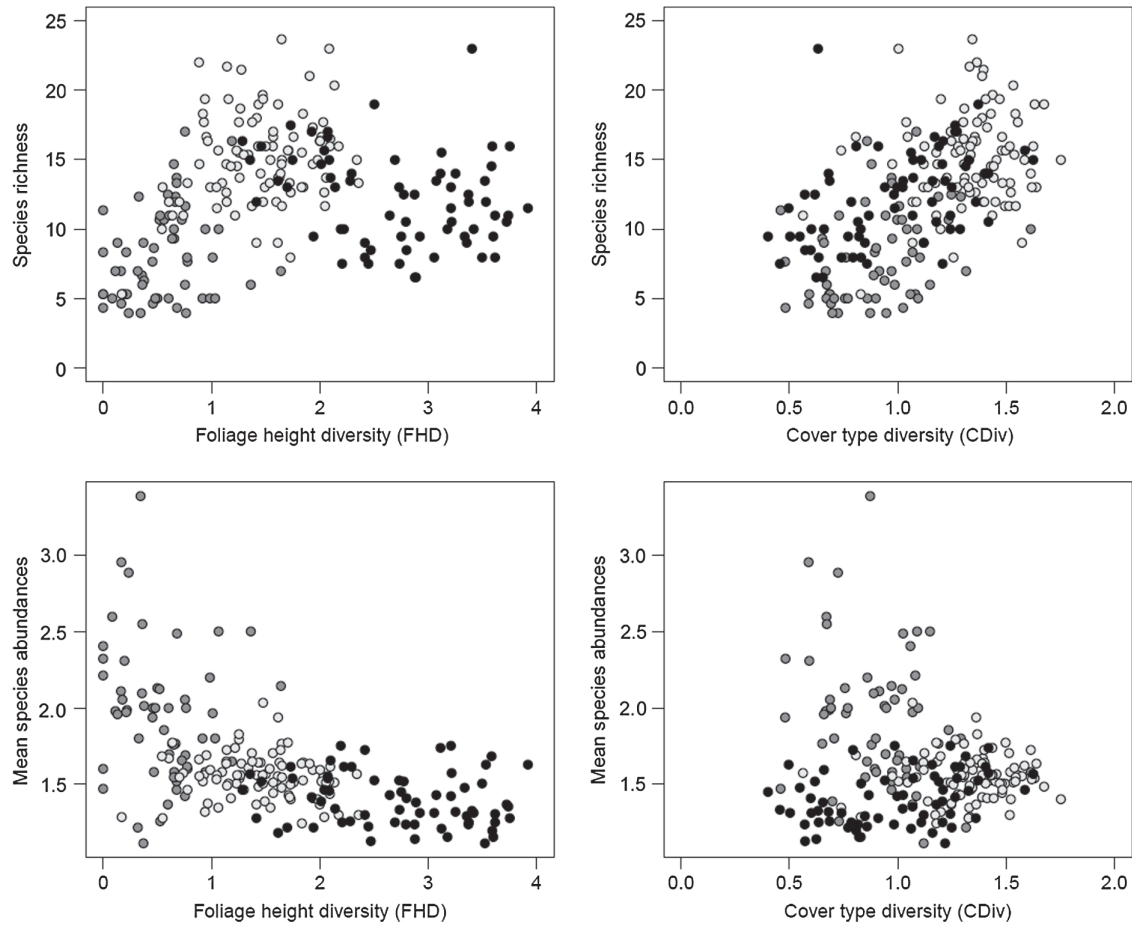 25
20
15
10
5
0
Species richness
0 1 2 3 4
Foliage height diversity (FHD)
25
20
15
10
5
0
Species richness
0.0 0.5 1.0 1.5 2.0
Cover type diversity (CDiv)
3.0
2.5
2.0
1.5
Mean species abundances
0 1 2 3 4
Foliage height diversity (FHD)
3.0
2.5
2.0
1.5
Mean species abundances
0.0 0.5 1.0 1.5 2.0
Cover type diversity (CDiv)